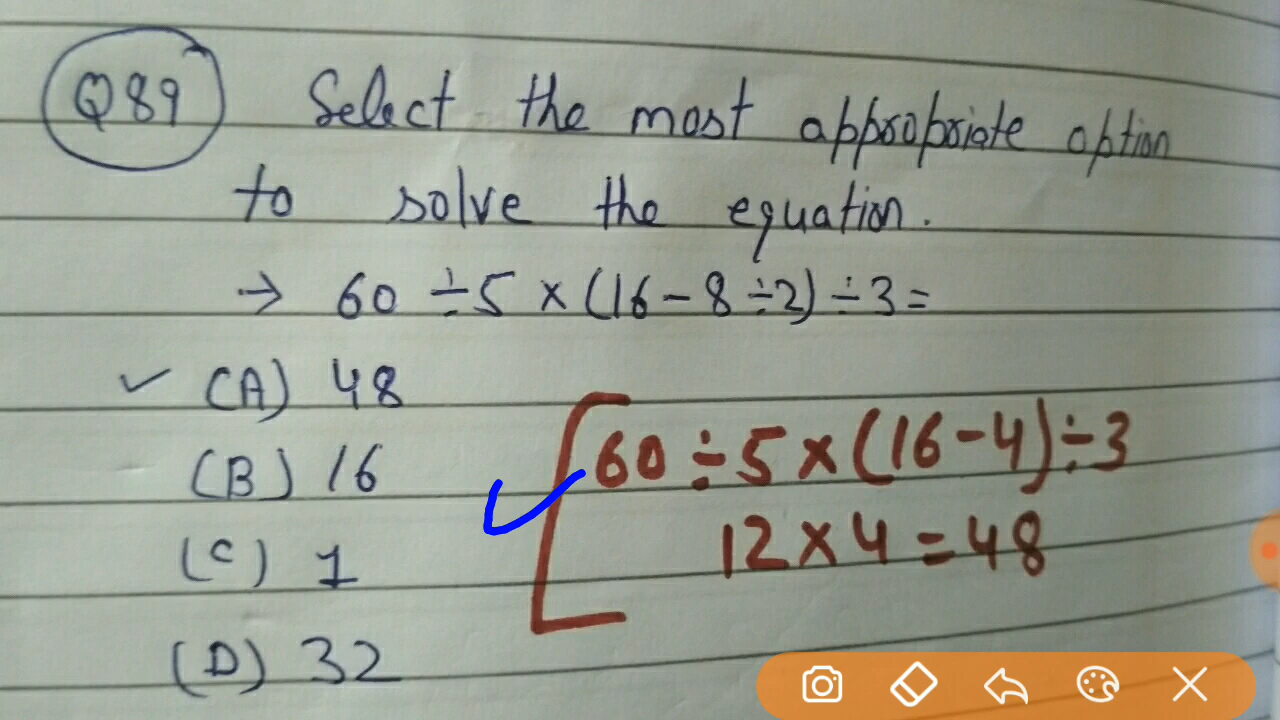 Q89 Select the most appropriate option
to solve the equation.
→ 60 ÷ 5 × (16 - 8 ÷ 2) ÷ 3 =
✓ (A) 48
(B) 16
(C) 1
(D) 32
60 ÷ 5 × (16 - 4) ÷ 3
12 × 4 = 48